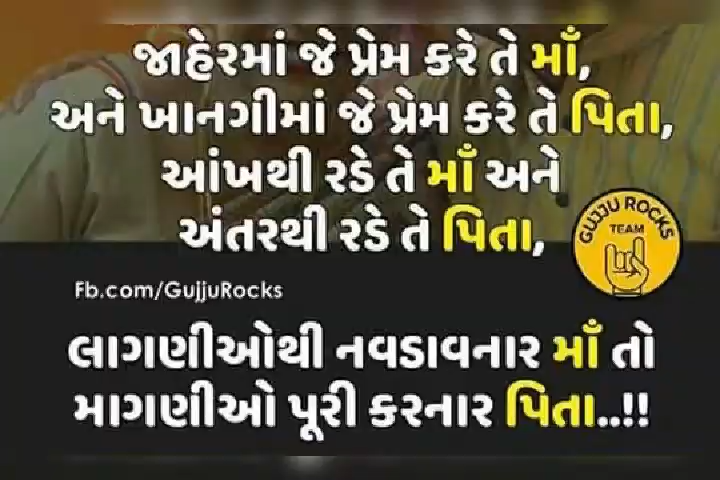 જાહેરમાં જે પ્રેમ કરે તે માઁ,
અને ખાનગીમાં જે પ્રેમ કરે તે પિતા,
આંખથી રડે તે માઁ અને
અંતરથી રડે તે પિતા,
GUJJU ROCKS
TEAM
Fb.com/GujjuRocks
લાગણીઓથી નવડાવનાર માઁ તો
માગણીઓ પૂરી કરનાર પિતા..!!